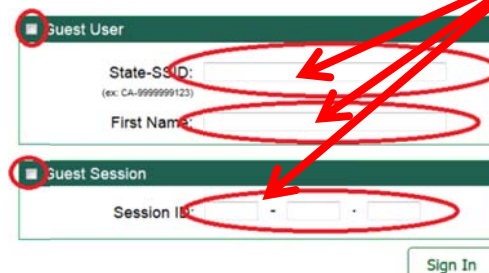 Guest User
State-SSID:
(ex: CA-9999999123)
First Name:
Guest Session
Session ID: - -
Sign In